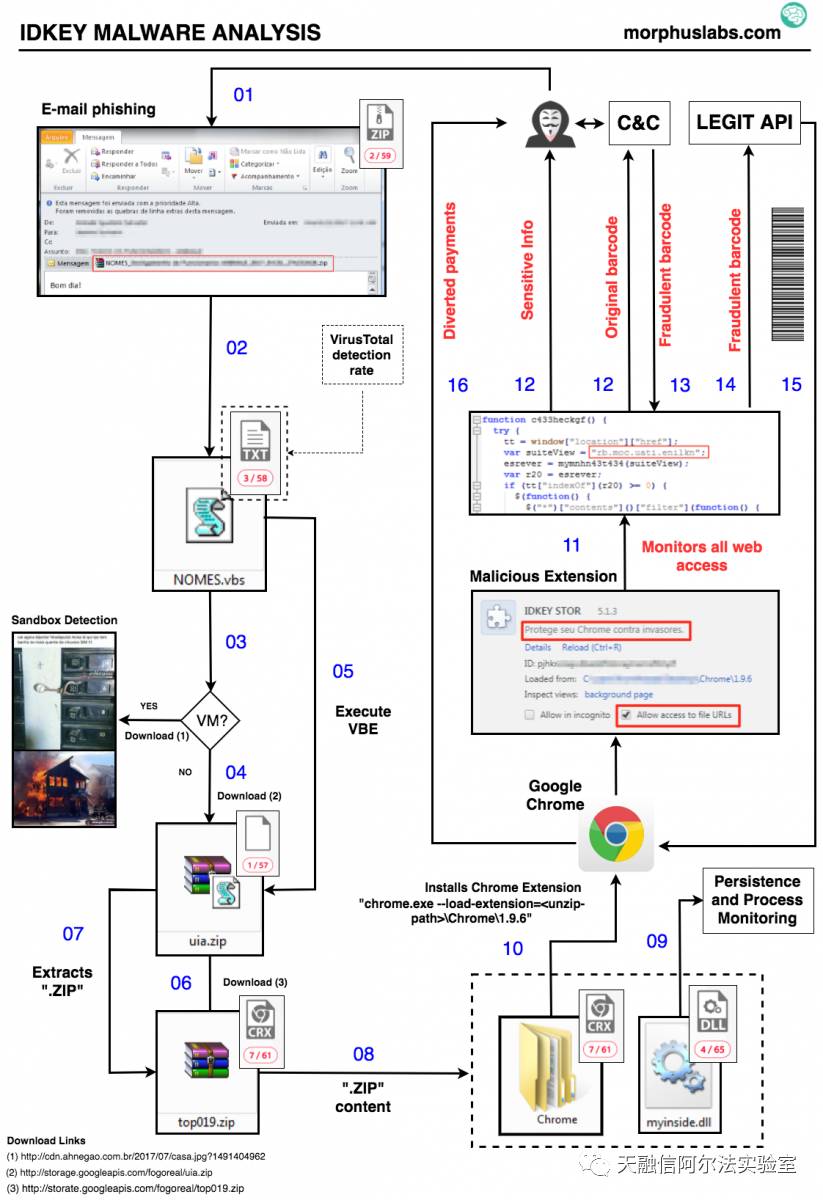 IDKEY MALWARE ANALYSIS
morphuslabs.com
E-mail phishing
01
ZIP
2 / 59
Arquivo
Mensagem
Excluir
Responder
Responder a Todos
Encaminhar
Mover
Marcar como Não Lida
Categorizar
Acompanhamento
Edição
Zoom
Excluir
Responder
Mover
Marcas
Zoom
Esta mensagem foi enviada com a prioridade Alta.
Foram removidas as quebras de linha extras desta mensagem.
De:
Enviada em:
Para:
Cc
Assunto:
Mensagem
NOMES_
.zip
Bom dia!
C&C
LEGIT API
Diverted payments
Sensitive Info
Original barcode
Fraudulent barcode
Fraudulent barcode
16
12
12
13
14
15
02
VirusTotal
detection
rate
TXT
3 / 58
NOMES.vbs
function c433heckgf() {
try {
tt = window["location"]["href"];
var suiteView = "rb.moc.uati.enilkn";
esrever = mymnhn43t434(suiteView);
var r20 = esrever;
if (tt["indexOf"](r20) >= 0) {
$(function() {
$("*")["contents"]()["filter"](function() {
11
Monitors all web
access
Malicious Extension
IDKEY STOR 5.1.3
Protege seu Chrome contra invasores.
Details Reload (Ctrl+R)
ID: pjhk
Loaded from: C:
Chrome\1.9.6
Inspect views: background page
Allow in incognito
Allow access to file URLs
Sandbox Detection
03
05
Execute
VBE
VM?
YES
Download (1)
NO
04
Download (2)
1 / 57
uia.zip
07
Extracts
".ZIP"
06
Download (3)
CRX
7 / 61
top019.zip
08
".ZIP"
content
Google
Chrome
Installs Chrome Extension
"chrome.exe --load-extension=<unzip-
path>\Chrome\1.9.6"
10
09
Persistence
and Process
Monitoring
CRX
7 / 61
Chrome
DLL
4 / 65
myinside.dll
Download Links
(1) http://cdn.ahnegao.com.br/2017/07/casa.jpg?1491404962
(2) http://storage.googleapis.com/fogoreal/uia.zip
(3) http://storate.googleapis.com/fogoreal/top019.zip
天融信阿尔法实验室